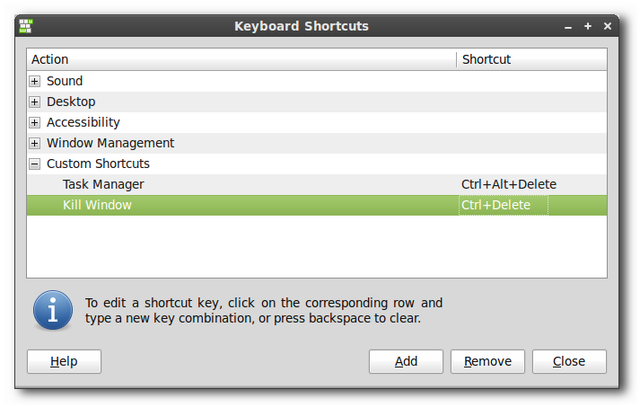 Keyboard Shortcuts
Action Shortcut
Sound
Desktop
Accessibility
Window Management
Custom Shortcuts
Task Manager Ctrl+Alt+Delete
Kill Window Ctrl+Delete
To edit a shortcut key, click on the corresponding row and
type a new key combination, or press backspace to clear.
Help Add Remove Close